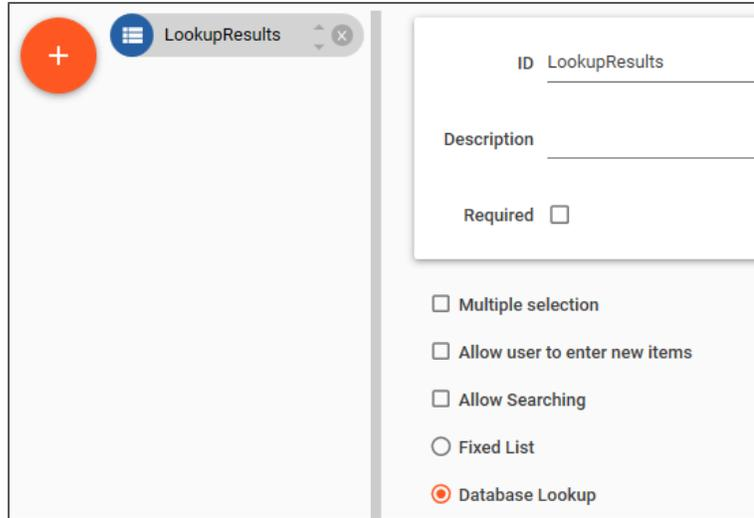 LookupResults
ID LookupResults
Description
Required
Multiple selection
Allow user to enter new items
Allow Searching
Fixed List
Database Lookup